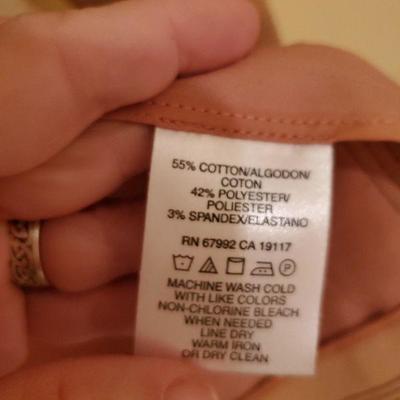 55% COTTON/ALGODON/
COTON
42% POLYESTER/
POLIESTER
3% SPANDEX/ELASTANO
RN 67992 CA 19117
P
MACHINE WASH COLD
WITH LIKE COLORS
NON-CHLORINE BLEACH
WHEN NEEDED
LINE DRY
WARM IRON
OR DRY CLEAN